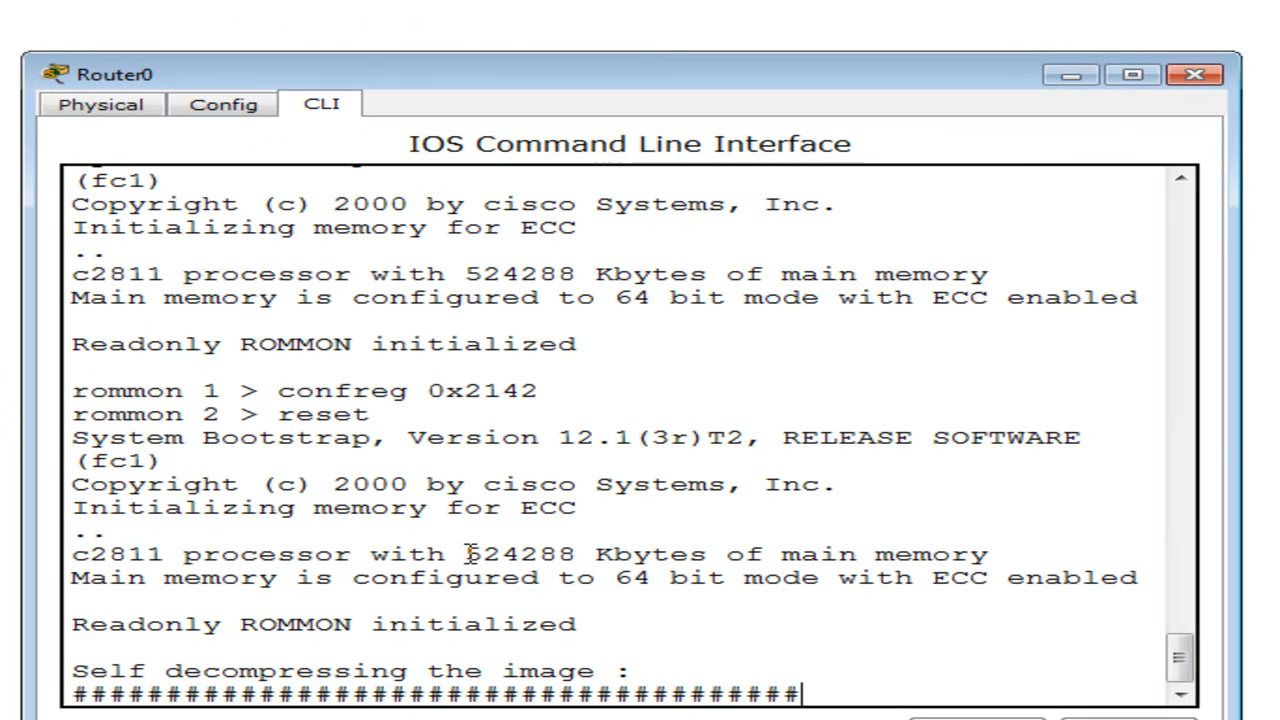 Router0
Physical Config CLI
IOS Command Line Interface
(fc1)
Copyright (c) 2000 by cisco Systems, Inc.
Initializing memory for ECC
..
c2811 processor with 524288 Kbytes of main memory
Main memory is configured to 64 bit mode with ECC enabled
Readonly ROMMON initialized
rommon 1 > confreg 0x2142
rommon 2 > reset
System Bootstrap, Version 12.1(3r)T2, RELEASE SOFTWARE
(fc1)
Copyright (c) 2000 by cisco Systems, Inc.
Initializing memory for ECC
..
c2811 processor with 524288 Kbytes of main memory
Main memory is configured to 64 bit mode with ECC enabled
Readonly ROMMON initialized
Self decompressing the image :
#######################################